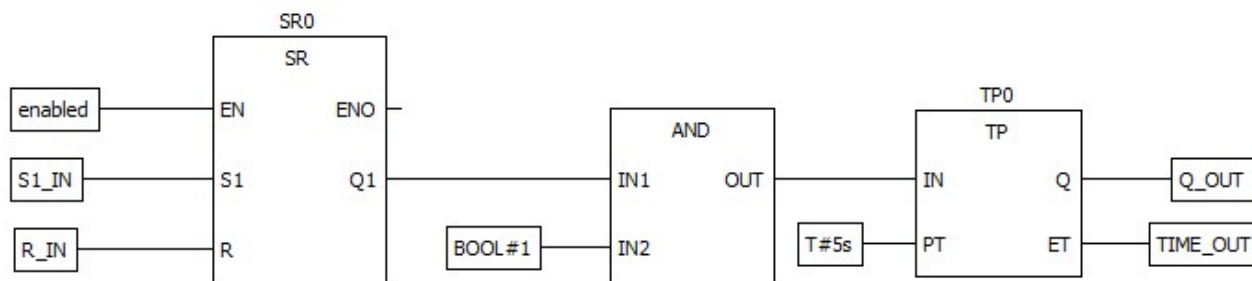 SR0
SR
enabled
EN
ENO
S1_IN
S1
Q1
R_IN
R
AND
IN1
OUT
BOOL#1
IN2
TP0
TP
IN
Q
Q_OUT
T#5s
PT
ET
TIME_OUT